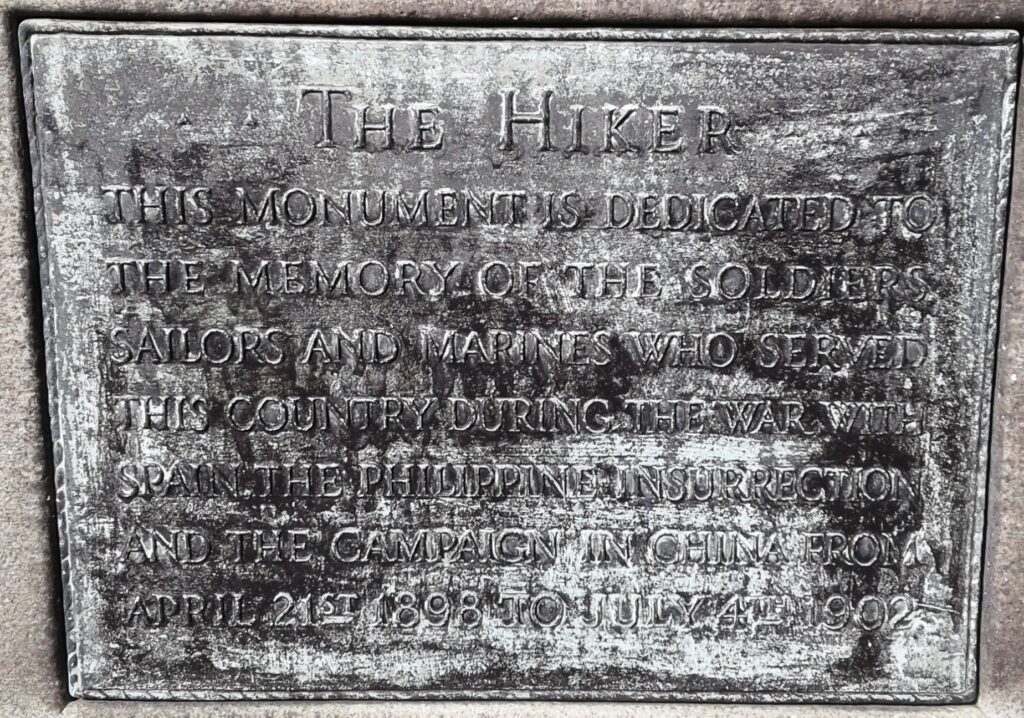 THE HIKER
THIS MONUMENT IS DEDICATED TO
THE MEMORY OF THE SOLDIERS
SAILORS AND MARINES WHO SERVED
THIS COUNTRY DURING THE WAR WITH
SPAIN, THE PHILIPPINE INSURRECTION
AND THE CAMPAIGN IN CHINA FROM
APRIL 21ST 1898 TO JULY 4TH 1902